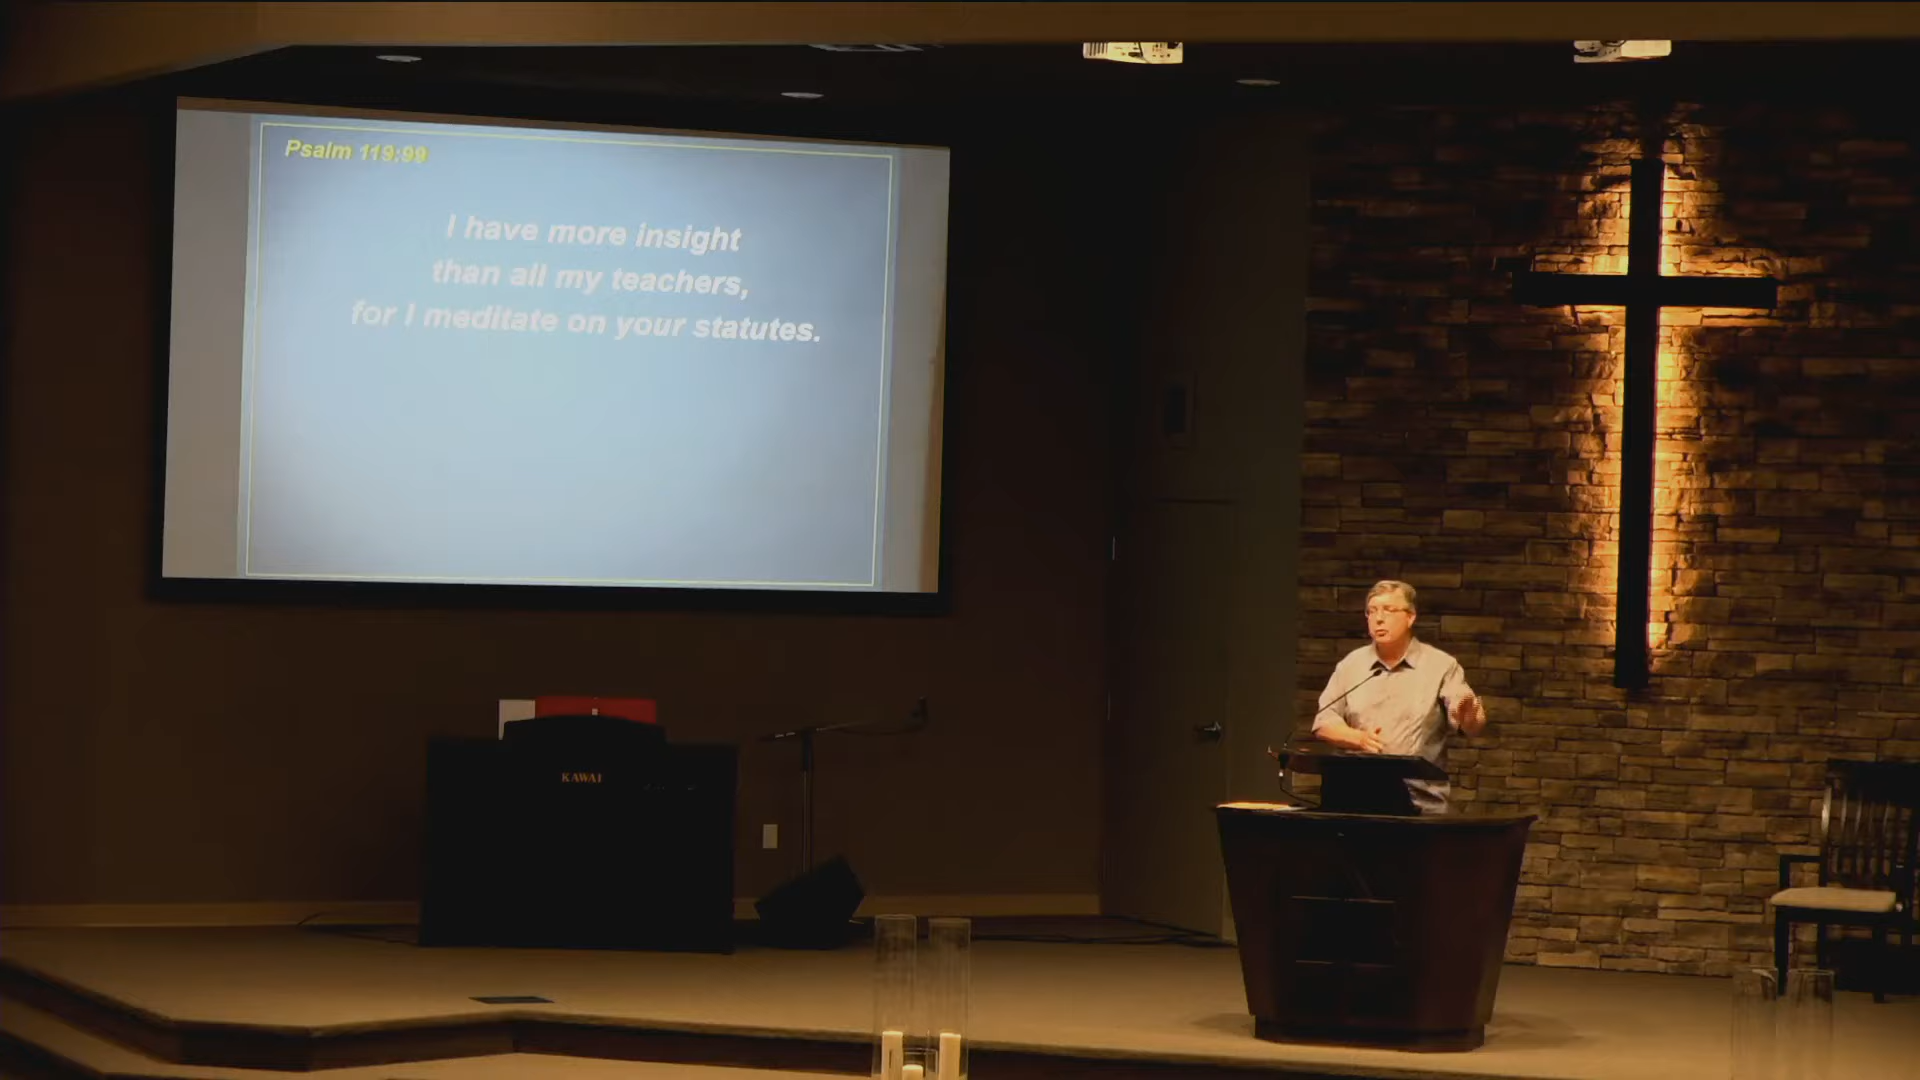 Psalm 119:99
I have more insight
than all my teachers,
for I meditate on your statutes.
KAWAI